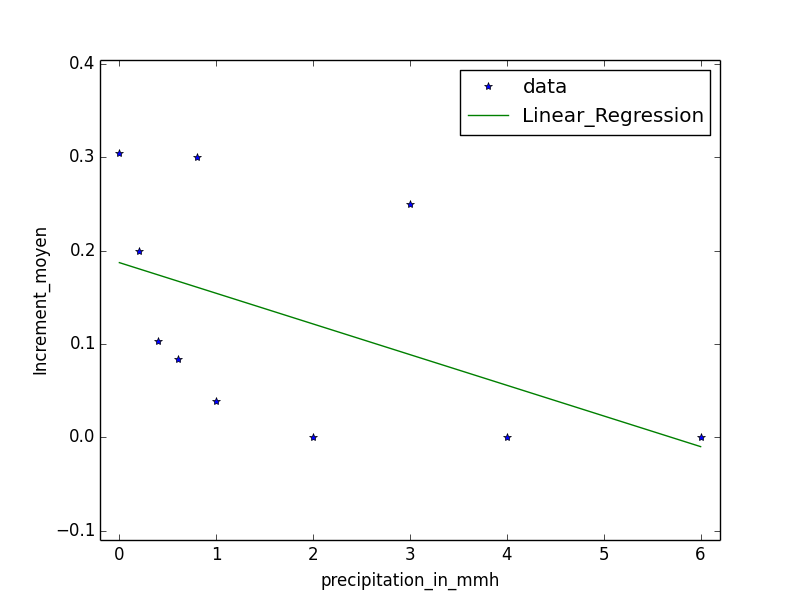 data
Linear_Regression
0.4
0.3
0.2
0.1
0.0
−0.1
Increment_moyen
0 1 2 3 4 5 6
precipitation_in_mmh